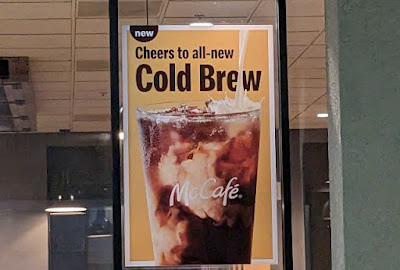 new
Cheers to all-new
Cold Brew
McCafé®